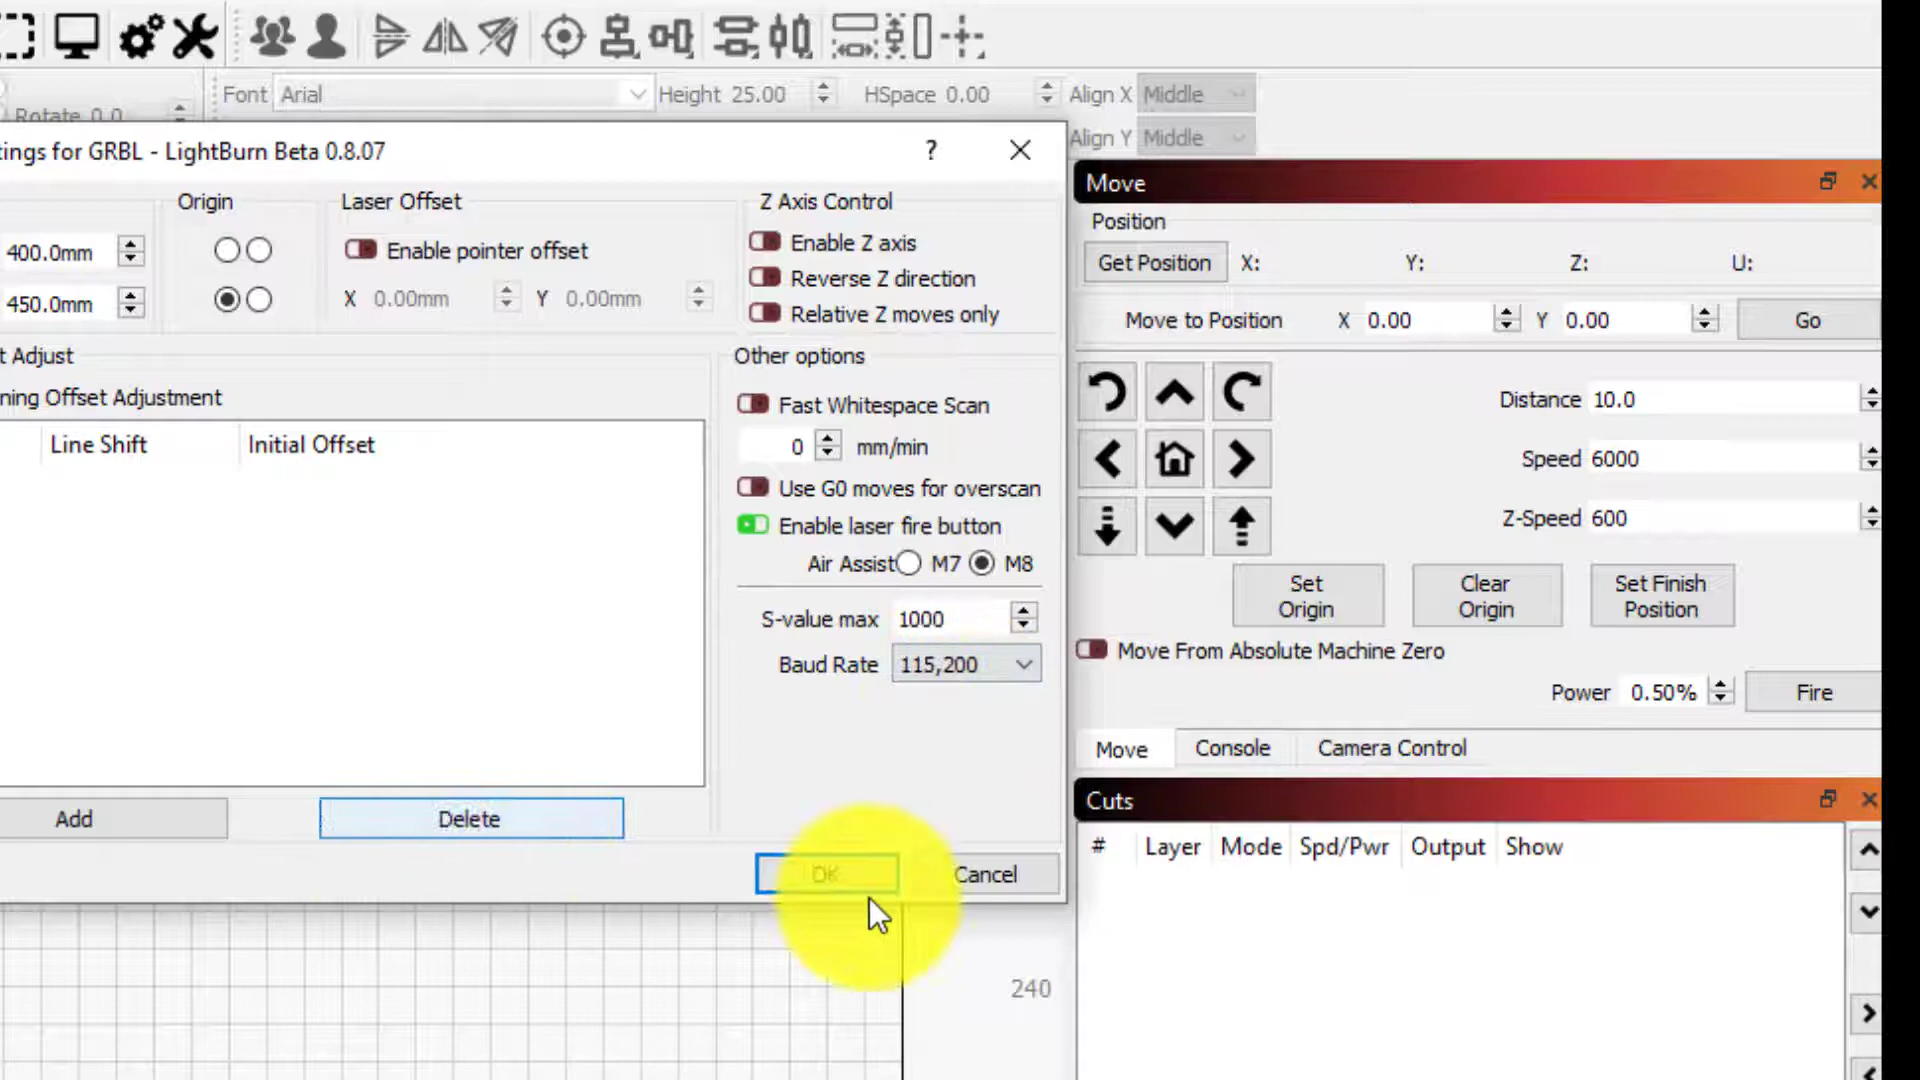 Rotate 0.0
Font Arial Height 25.00 HSpace 0.00 Align X Middle
Align Y Middle
tings for GRBL - LightBurn Beta 0.8.07 ?
Origin Laser Offset Z Axis Control
400.0mm Enable pointer offset Enable Z axis
450.0mm X 0.00mm Y 0.00mm Reverse Z direction
Relative Z moves only
t Adjust Other options
ning Offset Adjustment Fast Whitespace Scan
Line Shift Initial Offset 0 mm/min
Use G0 moves for overscan
Enable laser fire button
Air Assist M7 M8
S-value max 1000
Baud Rate 115,200
Add Delete
OK Cancel
240
Move
Position
Get Position X: Y: Z: U:
Move to Position X 0.00 Y 0.00 Go
Distance 10.0
Speed 6000
Z-Speed 600
Set Origin Clear Origin Set Finish Position
Move From Absolute Machine Zero
Power 0.50% Fire
Move Console Camera Control
Cuts
# Layer Mode Spd/Pwr Output Show